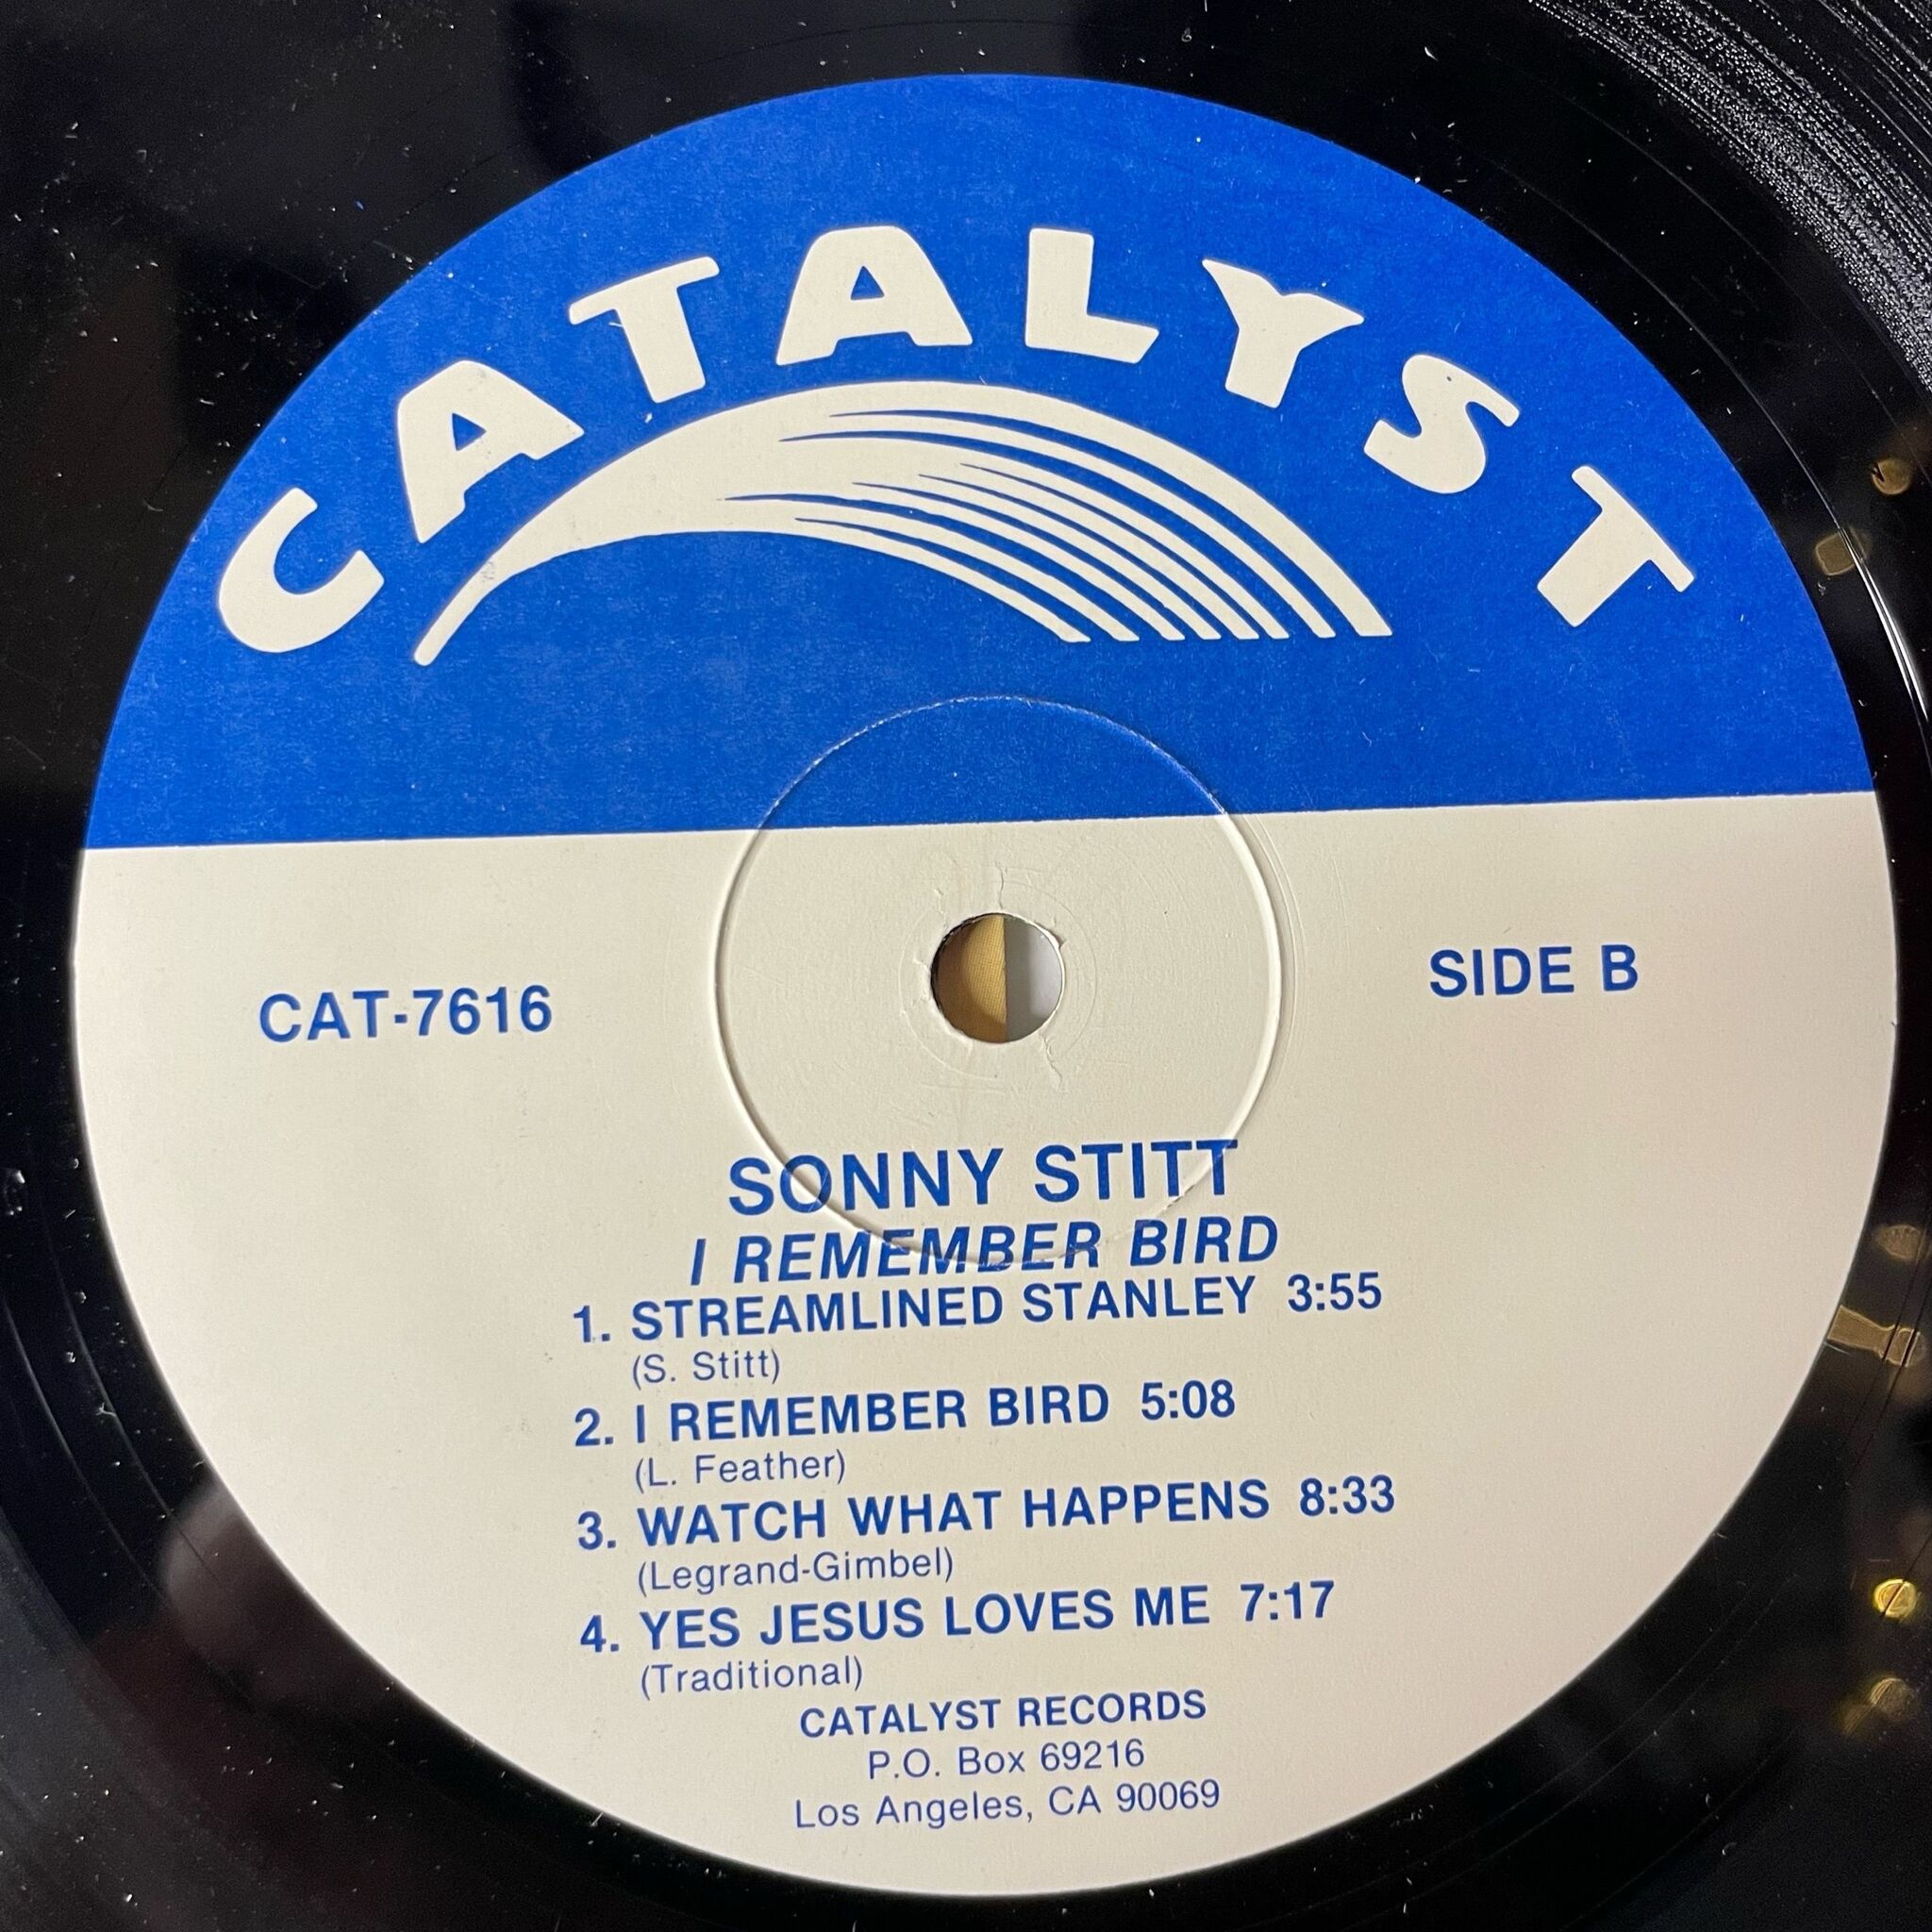 CATALYST
CAT-7616
SIDE B
SONNY STITT
I REMEMBER BIRD
1. STREAMLINED STANLEY 3:55
(S. Stitt)
2. I REMEMBER BIRD 5:08
(L. Feather)
3. WATCH WHAT HAPPENS 8:33
(Legrand-Gimbel)
4. YES JESUS LOVES ME 7:17
(Traditional)
CATALYST RECORDS
P.O. Box 69216
Los Angeles, CA 90069